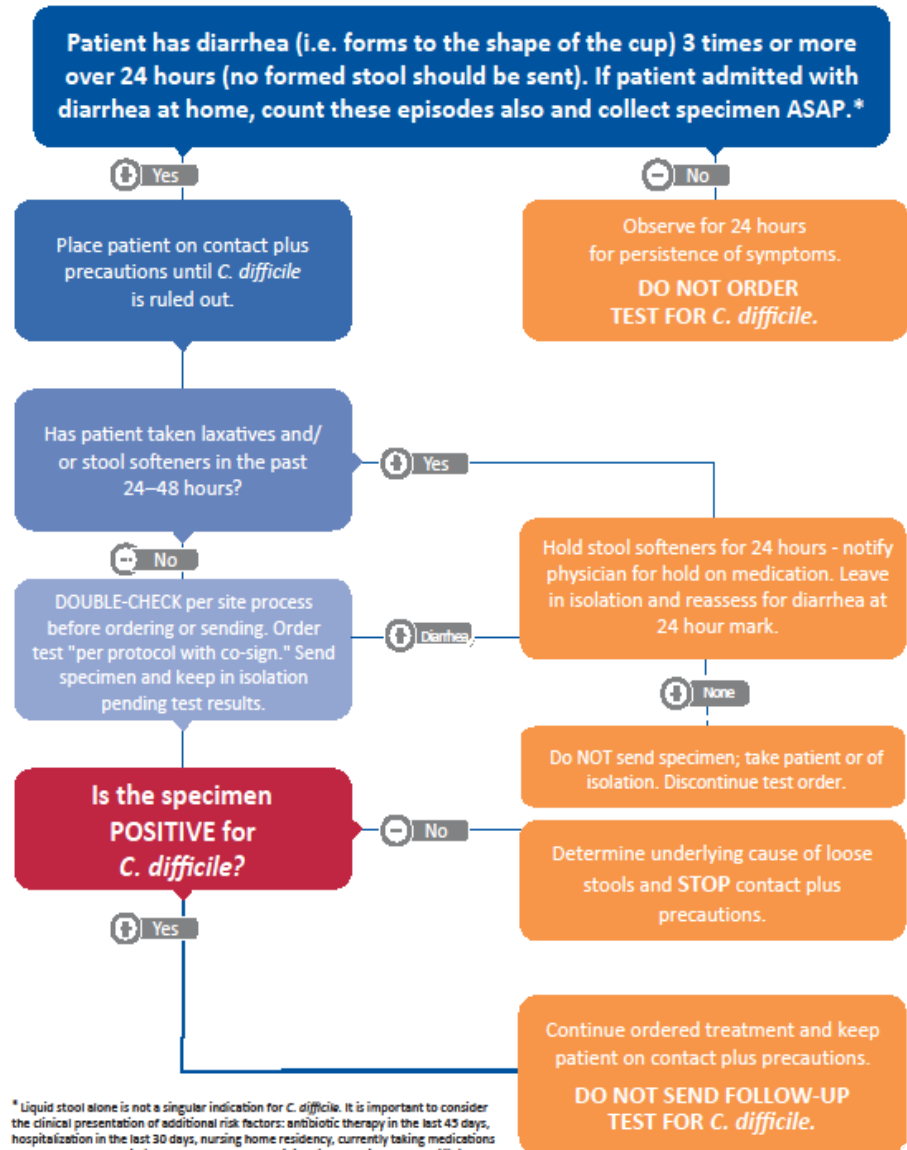 Patient has diarrhea (i.e. forms to the shape of the cup) 3 times or more
over 24 hours (no formed stool should be sent). If patient admitted with
diarrhea at home, count these episodes also and collect specimen ASAP.*
Yes
No
Place patient on contact plus
precautions until C. difficile
is ruled out.
Observe for 24 hours
for persistence of symptoms.
DO NOT ORDER
TEST FOR C. difficile.
Has patient taken laxatives and/
or stool softeners in the past
24–48 hours?
Yes
No
Hold stool softeners for 24 hours - notify
physician for hold on medication. Leave
in isolation and reassess for diarrhea at
24 hour mark.
DOUBLE-CHECK per site process
before ordering or sending. Order
test "per protocol with co-sign." Send
specimen and keep in isolation
pending test results.
Diarrhea
None
Do NOT send specimen; take patient or of
isolation. Discontinue test order.
Is the specimen
POSITIVE for
C. difficile?
No
Determine underlying cause of loose
stools and STOP contact plus
precautions.
Yes
Continue ordered treatment and keep
patient on contact plus precautions.
DO NOT SEND FOLLOW-UP
TEST FOR C. difficile.
* Liquid stool alone is not a singular indication for C. difficile. It is important to consider
the clinical presentation of additional risk factors: antibiotic therapy in the last 45 days,
hospitalization in the last 30 days, nursing home residency, currently taking medications